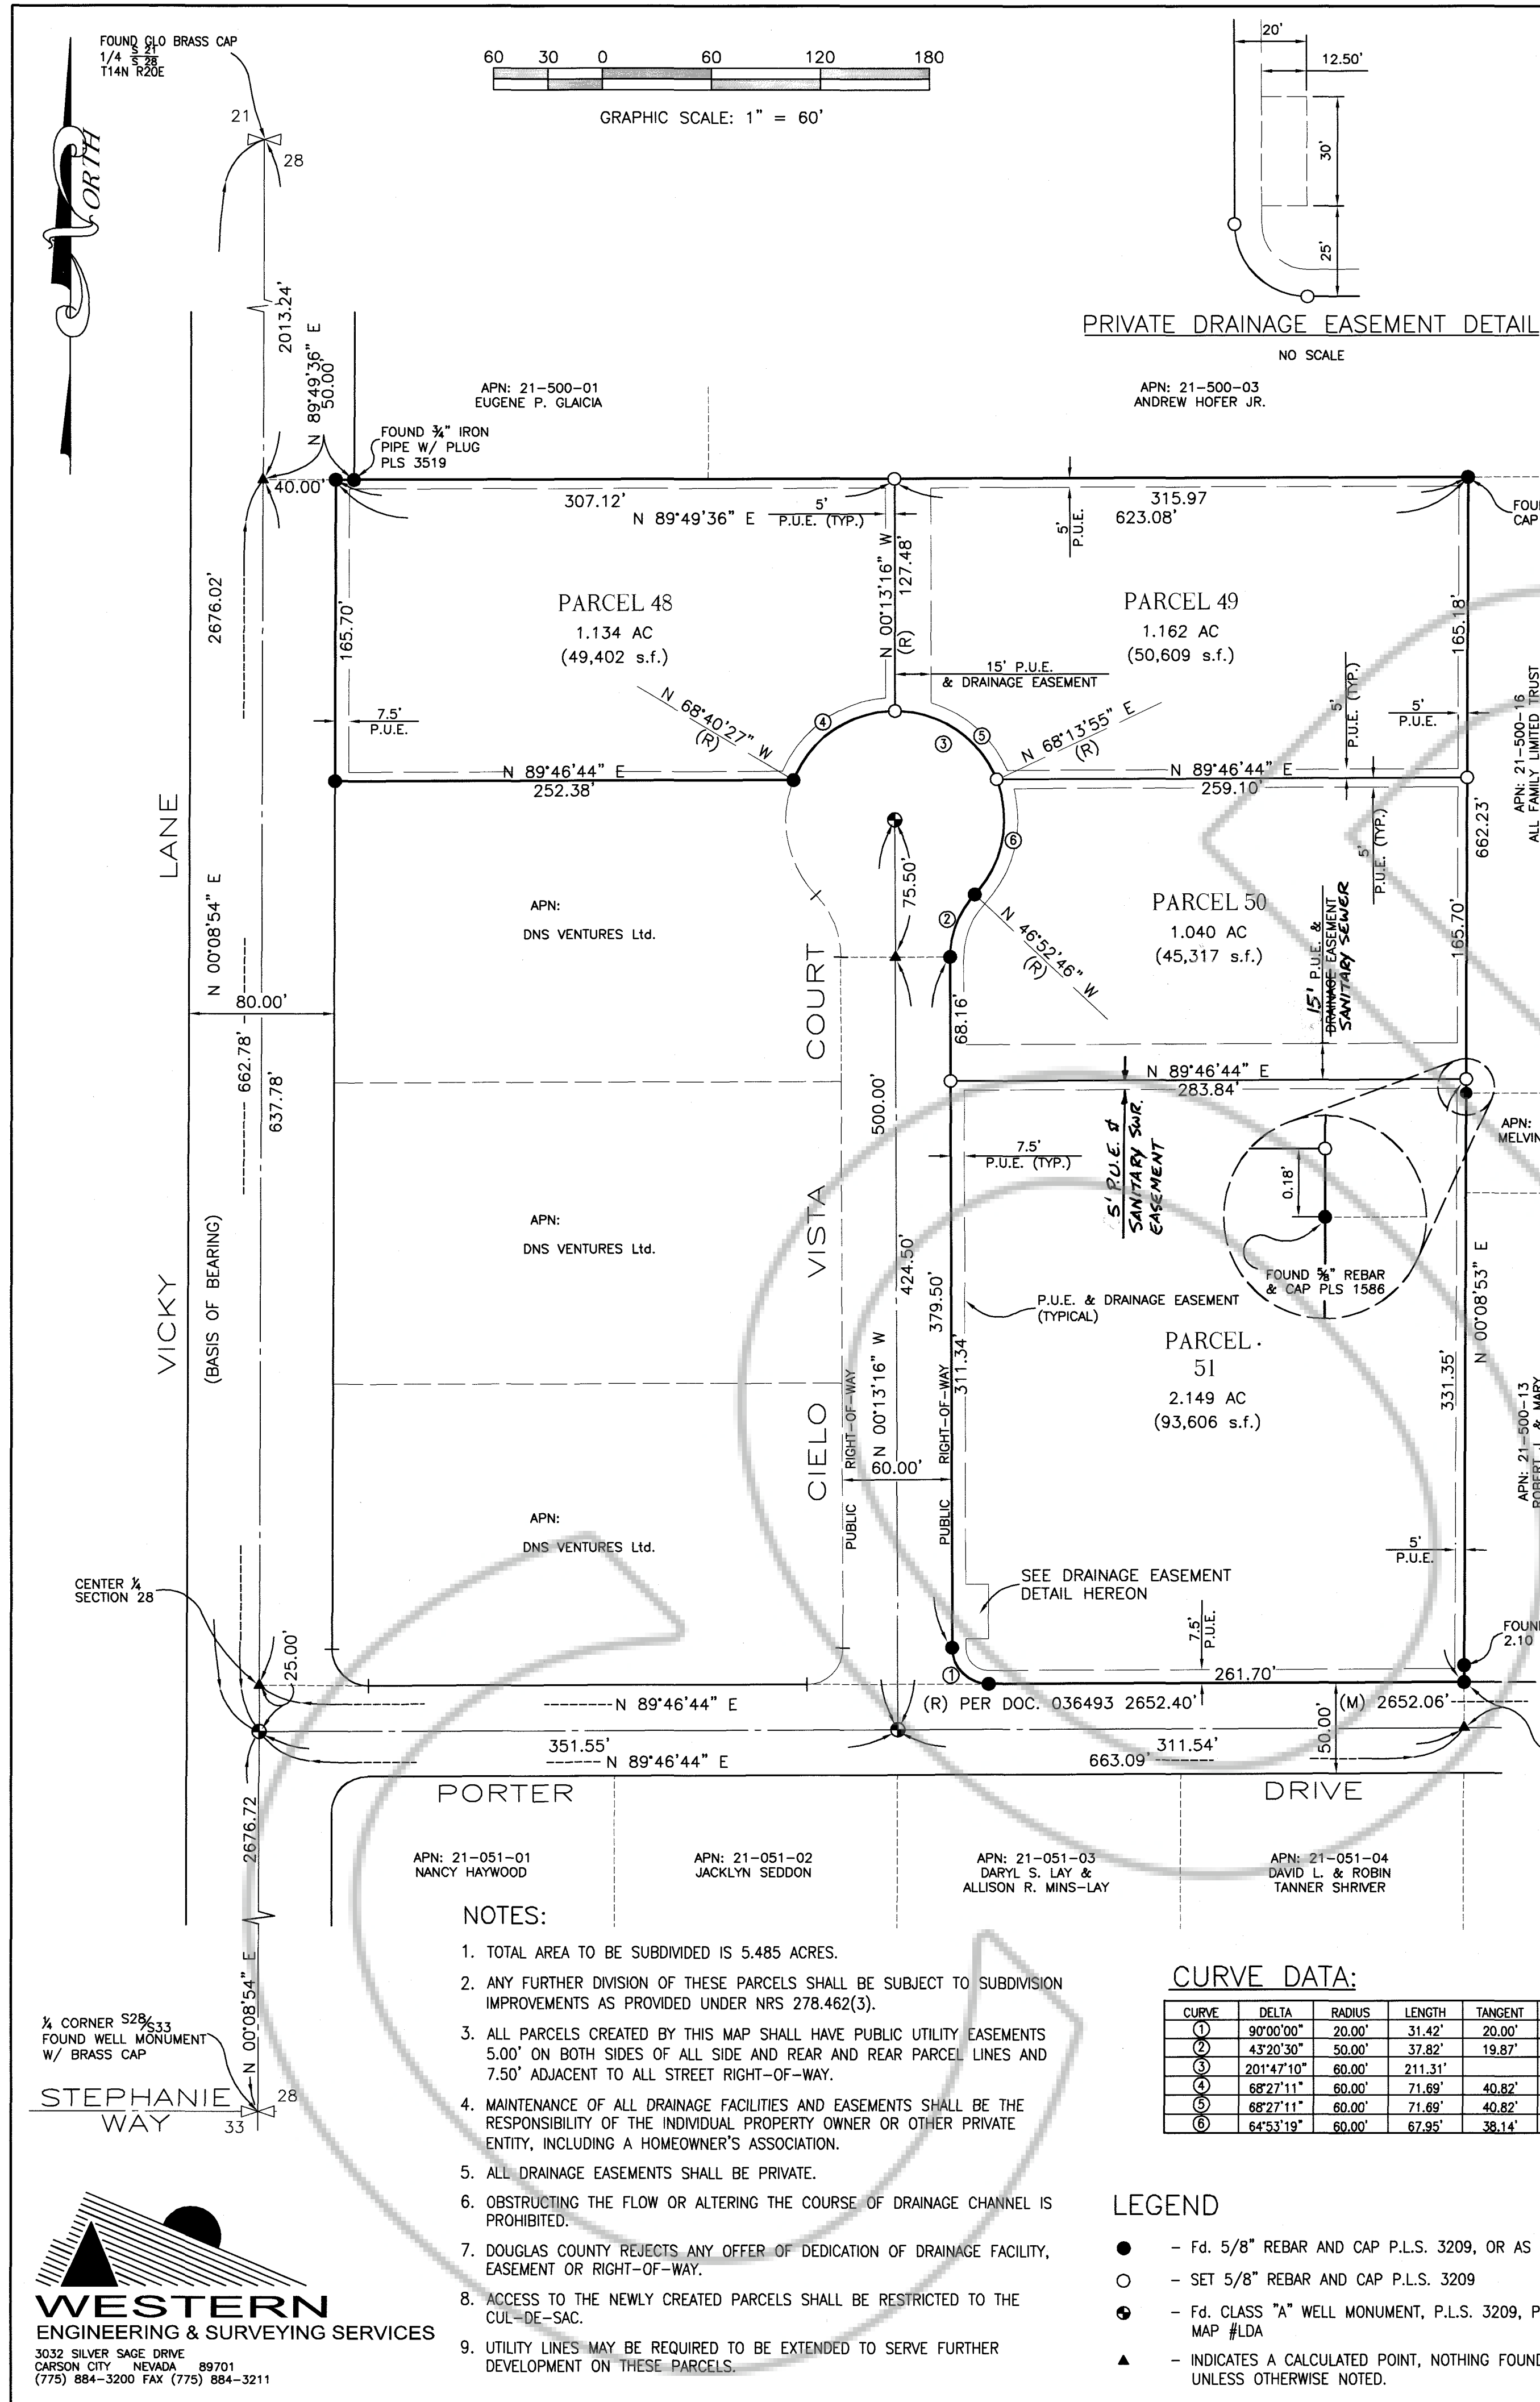 FOUND GLO BRASS CAP
1/4 S 21
S 28
T14N R20E
21
28
NORTH
60 30 0 60 120 180
GRAPHIC SCALE: 1" = 60'
20'
12.50'
30'
25'
PRIVATE DRAINAGE EASEMENT DETAIL
NO SCALE
2013.24'
N 89°49'36" E
50.00'
40.00'
FOUND ¾" IRON
PIPE W/ PLUG
PLS 3519
APN: 21-500-01
EUGENE P. GLAICIA
APN: 21-500-03
ANDREW HOFER JR.
307.12'
N 89°49'36" E
5'
P.U.E. (TYP.)
5'
P.U.E.
315.97
623.08'
2676.02'
165.70'
PARCEL 48
1.134 AC
(49,402 s.f.)
N 00°13'16" W
(R)
127.48'
PARCEL 49
1.162 AC
(50,609 s.f.)
165.18'
15' P.U.E.
& DRAINAGE EASEMENT
7.5'
P.U.E.
N 68°40'27" W
(R)
4
3
5
N 68°13'55" E
(R)
5'
P.U.E. (TYP.)
5'
P.U.E.
APN: 21-500-16
ALL FAMILY LIMITED TRUST
N 89°46'44" E
252.38'
N 89°46'44" E
259.10'
5'
P.U.E. (TYP.)
662.23'
6
75.50'
2
N 46°52'46" W
(R)
PARCEL 50
1.040 AC
(45,317 s.f.)
15' P.U.E. &
DRAINAGE EASEMENT
SANITARY SEWER
165.70'
VICKY LANE
N 00°08'54" E
(BASIS OF BEARING)
80.00'
662.78'
637.78'
APN:
DNS VENTURES Ltd.
CIELO VISTA COURT
500.00'
68.16'
N 89°46'44" E
283.84'
7.5'
P.U.E. (TYP.)
5' P.U.E. &
SANITARY SWR.
EASEMENT
0.18'
FOUND ⅝" REBAR
& CAP PLS 1586
APN:
APN:
DNS VENTURES Ltd.
424.50'
379.50'
P.U.E. & DRAINAGE EASEMENT
(TYPICAL)
N 00°08'53" E
PARCEL
51
2.149 AC
(93,606 s.f.)
311.34'
331.35'
APN: 21-500-13
ROBERT J. & MARY
PUBLIC RIGHT-OF-WAY
N 00°13'16" W
PUBLIC RIGHT-OF-WAY
60.00'
APN:
DNS VENTURES Ltd.
5'
P.U.E.
SEE DRAINAGE EASEMENT
DETAIL HEREON
7.5'
P.U.E.
CENTER ¼
SECTION 28
25.00'
1
261.70'
2.10
N 89°46'44" E
(R) PER DOC. 036493 2652.40'
(M) 2652.06'
50.00'
351.55'
N 89°46'44" E
311.54'
663.09'
PORTER DRIVE
2676.72
APN: 21-051-01
NANCY HAYWOOD
APN: 21-051-02
JACKLYN SEDDON
APN: 21-051-03
DARYL S. LAY &
ALLISON R. MINS-LAY
APN: 21-051-04
DAVID L. & ROBIN
TANNER SHRIVER
N 00°08'54" E
¼ CORNER S28/S33
FOUND WELL MONUMENT
W/ BRASS CAP
STEPHANIE
WAY
28
33
NOTES:
1. TOTAL AREA TO BE SUBDIVIDED IS 5.485 ACRES.
2. ANY FURTHER DIVISION OF THESE PARCELS SHALL BE SUBJECT TO SUBDIVISION
IMPROVEMENTS AS PROVIDED UNDER NRS 278.462(3).
3. ALL PARCELS CREATED BY THIS MAP SHALL HAVE PUBLIC UTILITY EASEMENTS
5.00' ON BOTH SIDES OF ALL SIDE AND REAR AND REAR PARCEL LINES AND
7.50' ADJACENT TO ALL STREET RIGHT-OF-WAY.
4. MAINTENANCE OF ALL DRAINAGE FACILITIES AND EASEMENTS SHALL BE THE
RESPONSIBILITY OF THE INDIVIDUAL PROPERTY OWNER OR OTHER PRIVATE
ENTITY, INCLUDING A HOMEOWNER'S ASSOCIATION.
5. ALL DRAINAGE EASEMENTS SHALL BE PRIVATE.
6. OBSTRUCTING THE FLOW OR ALTERING THE COURSE OF DRAINAGE CHANNEL IS
PROHIBITED.
7. DOUGLAS COUNTY REJECTS ANY OFFER OF DEDICATION OF DRAINAGE FACILITY,
EASEMENT OR RIGHT-OF-WAY.
8. ACCESS TO THE NEWLY CREATED PARCELS SHALL BE RESTRICTED TO THE
CUL-DE-SAC.
9. UTILITY LINES MAY BE REQUIRED TO BE EXTENDED TO SERVE FURTHER
DEVELOPMENT ON THESE PARCELS.
CURVE DATA:
CURVE DELTA RADIUS LENGTH TANGENT
1 90°00'00" 20.00' 31.42' 20.00'
2 43°20'30" 50.00' 37.82' 19.87'
3 201°47'10" 60.00' 211.31'
4 68°27'11" 60.00' 71.69' 40.82'
5 68°27'11" 60.00' 71.69' 40.82'
6 64°53'19" 60.00' 67.95' 38.14'
LEGEND
- Fd. 5/8" REBAR AND CAP P.L.S. 3209, OR AS
- SET 5/8" REBAR AND CAP P.L.S. 3209
- Fd. CLASS "A" WELL MONUMENT, P.L.S. 3209, P
MAP #LDA
- INDICATES A CALCULATED POINT, NOTHING FOUND
UNLESS OTHERWISE NOTED.
WESTERN
ENGINEERING & SURVEYING SERVICES
3032 SILVER SAGE DRIVE
CARSON CITY NEVADA 89701
(775) 884-3200 FAX (775) 884-3211